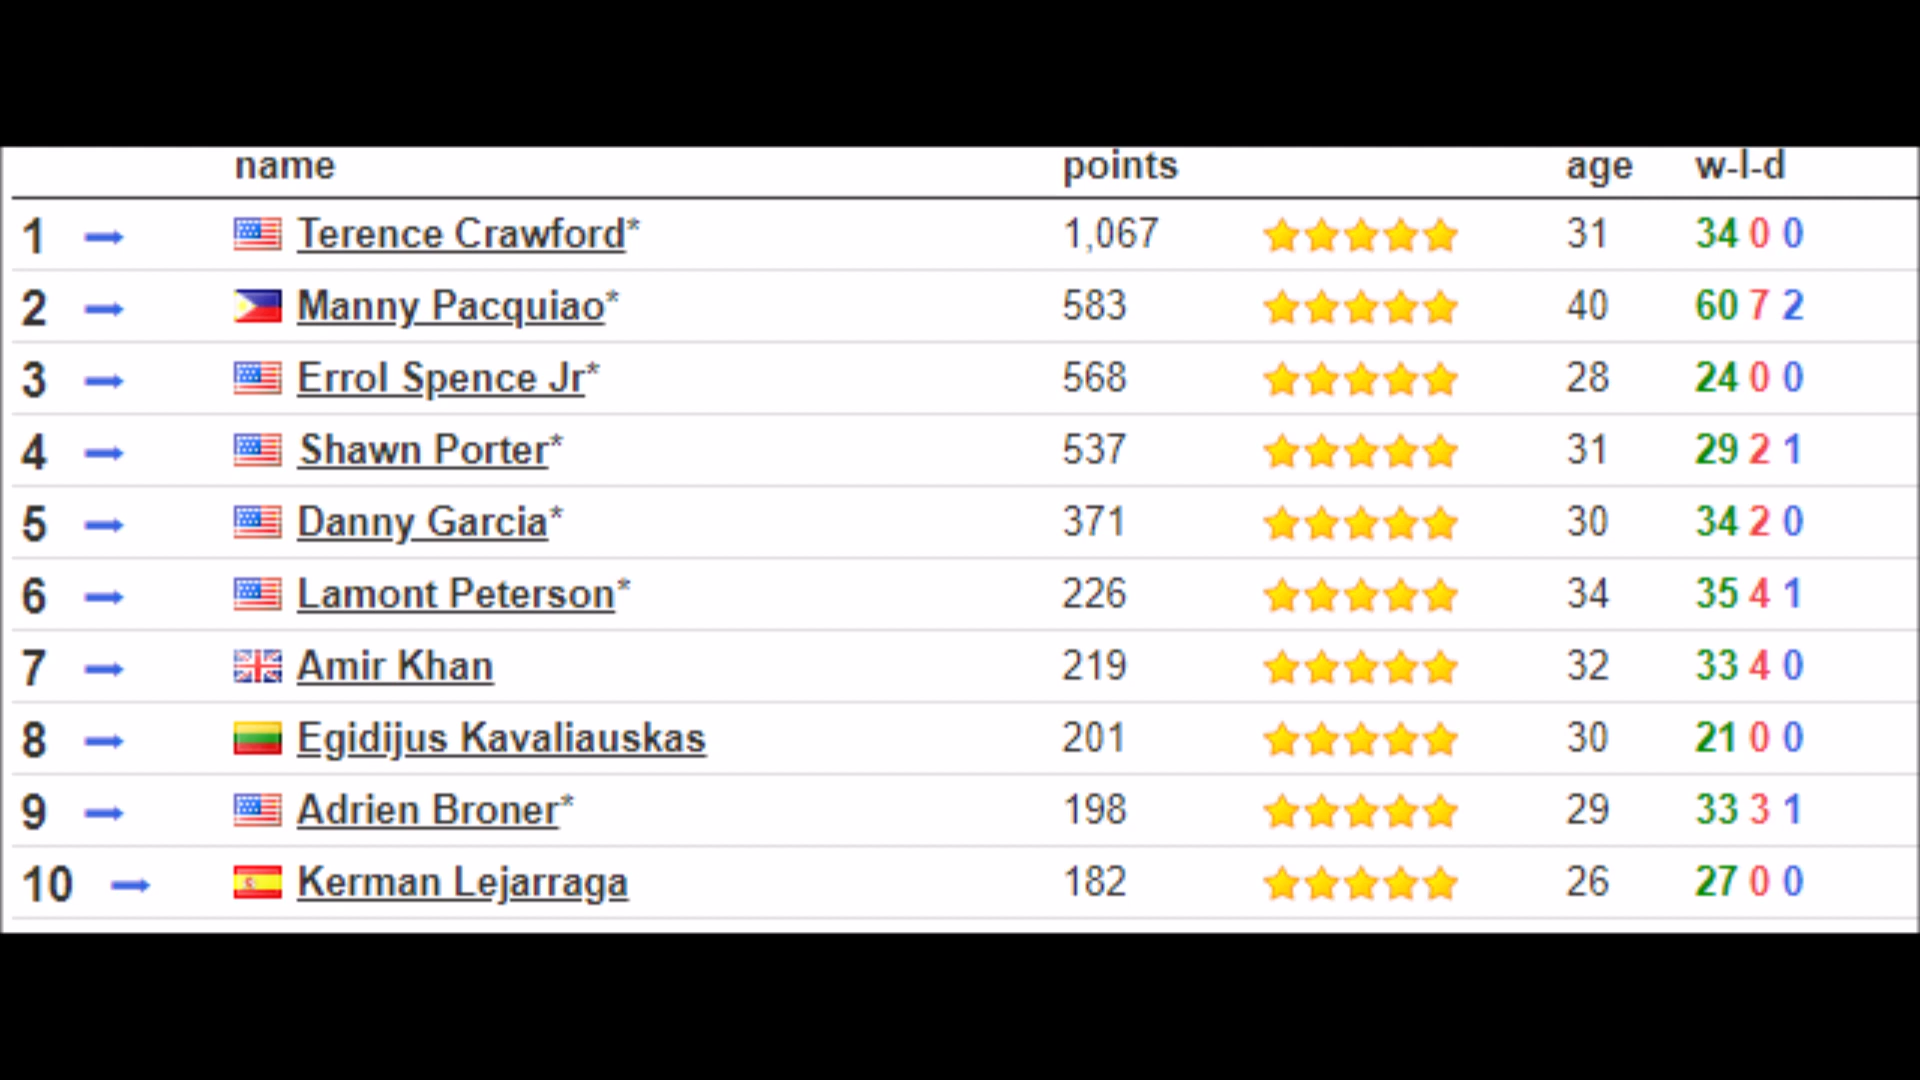 name points age w-l-d
1 Terence Crawford* 1,067 31 34 0 0
2 Manny Pacquiao* 583 40 60 7 2
3 Errol Spence Jr* 568 28 24 0 0
4 Shawn Porter* 537 31 29 2 1
5 Danny Garcia* 371 30 34 2 0
6 Lamont Peterson* 226 34 35 4 1
7 Amir Khan 219 32 33 4 0
8 Egidijus Kavaliauskas 201 30 21 0 0
9 Adrien Broner* 198 29 33 3 1
10 Kerman Lejarraga 182 26 27 0 0